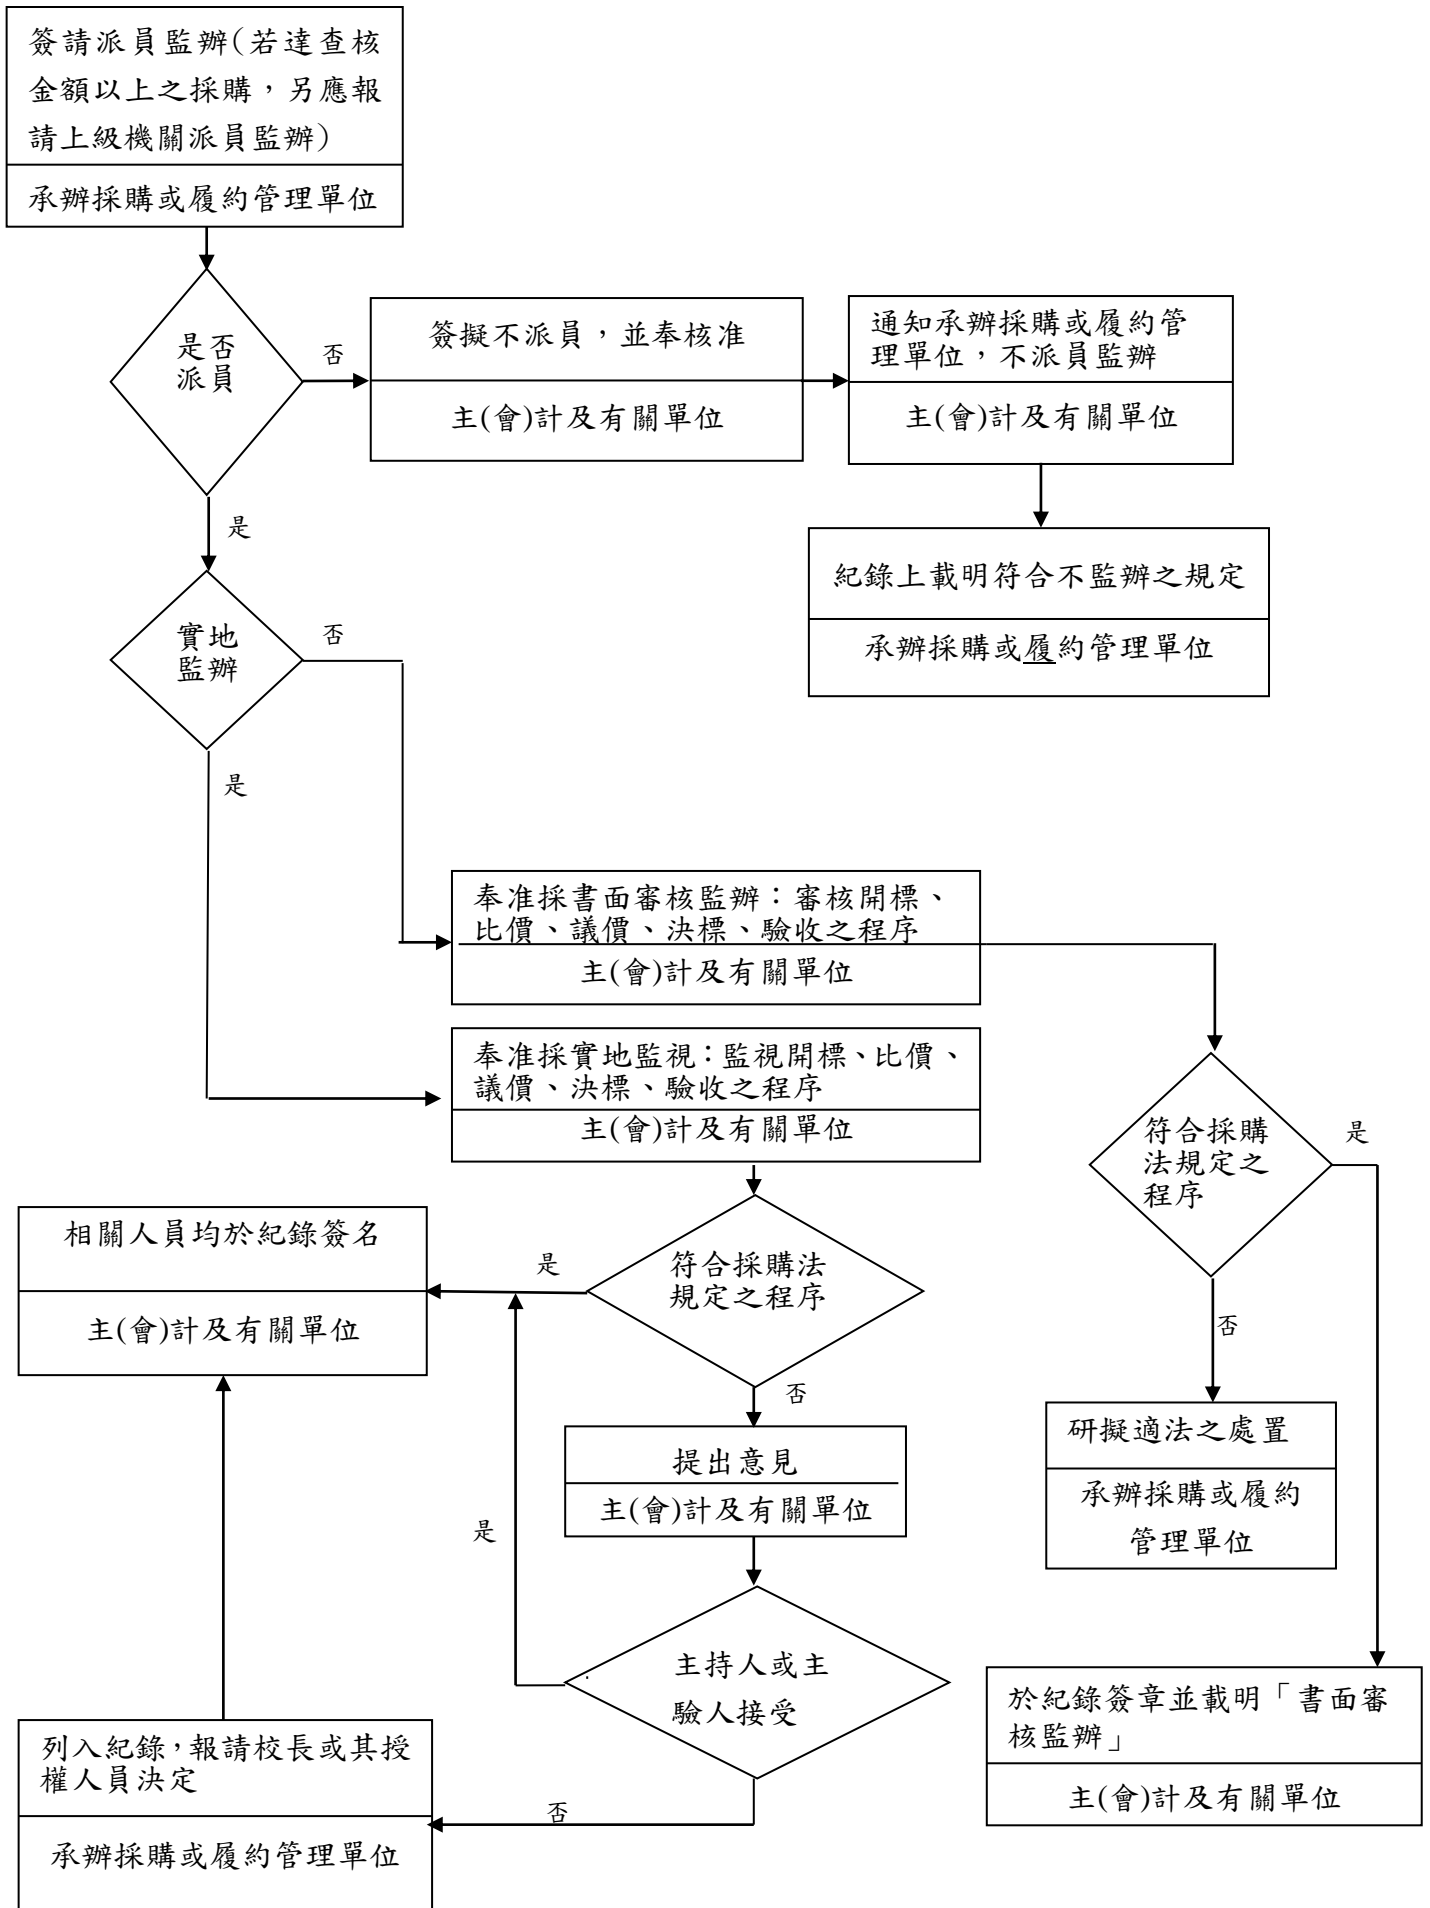 簽請派員監辦(若達查核
金額以上之採購，另應報
請上級機關派員監辦)
承辦採購或履約管理單位
是否
派員
否
簽擬不派員，並奉核准
主(會)計及有關單位
通知承辦採購或履約管
理單位，不派員監辦
主(會)計及有關單位
是
紀錄上載明符合不監辦之規定
承辦採購或履約管理單位
實地
監辦
否
是
奉准採書面審核監辦：審核開標、
比價、議價、決標、驗收之程序
主(會)計及有關單位
奉准採實地監視：監視開標、比價、
議價、決標、驗收之程序
主(會)計及有關單位
符合採購
法規定之
程序
是
相關人員均於紀錄簽名
主(會)計及有關單位
是
符合採購法
規定之程序
否
否
提出意見
主(會)計及有關單位
是
研擬適法之處置
承辦採購或履約
管理單位
主持人或主
驗人接受
於紀錄簽章並載明「書面審
核監辦」
主(會)計及有關單位
列入紀錄，報請校長或其授
權人員決定
承辦採購或履約管理單位
否